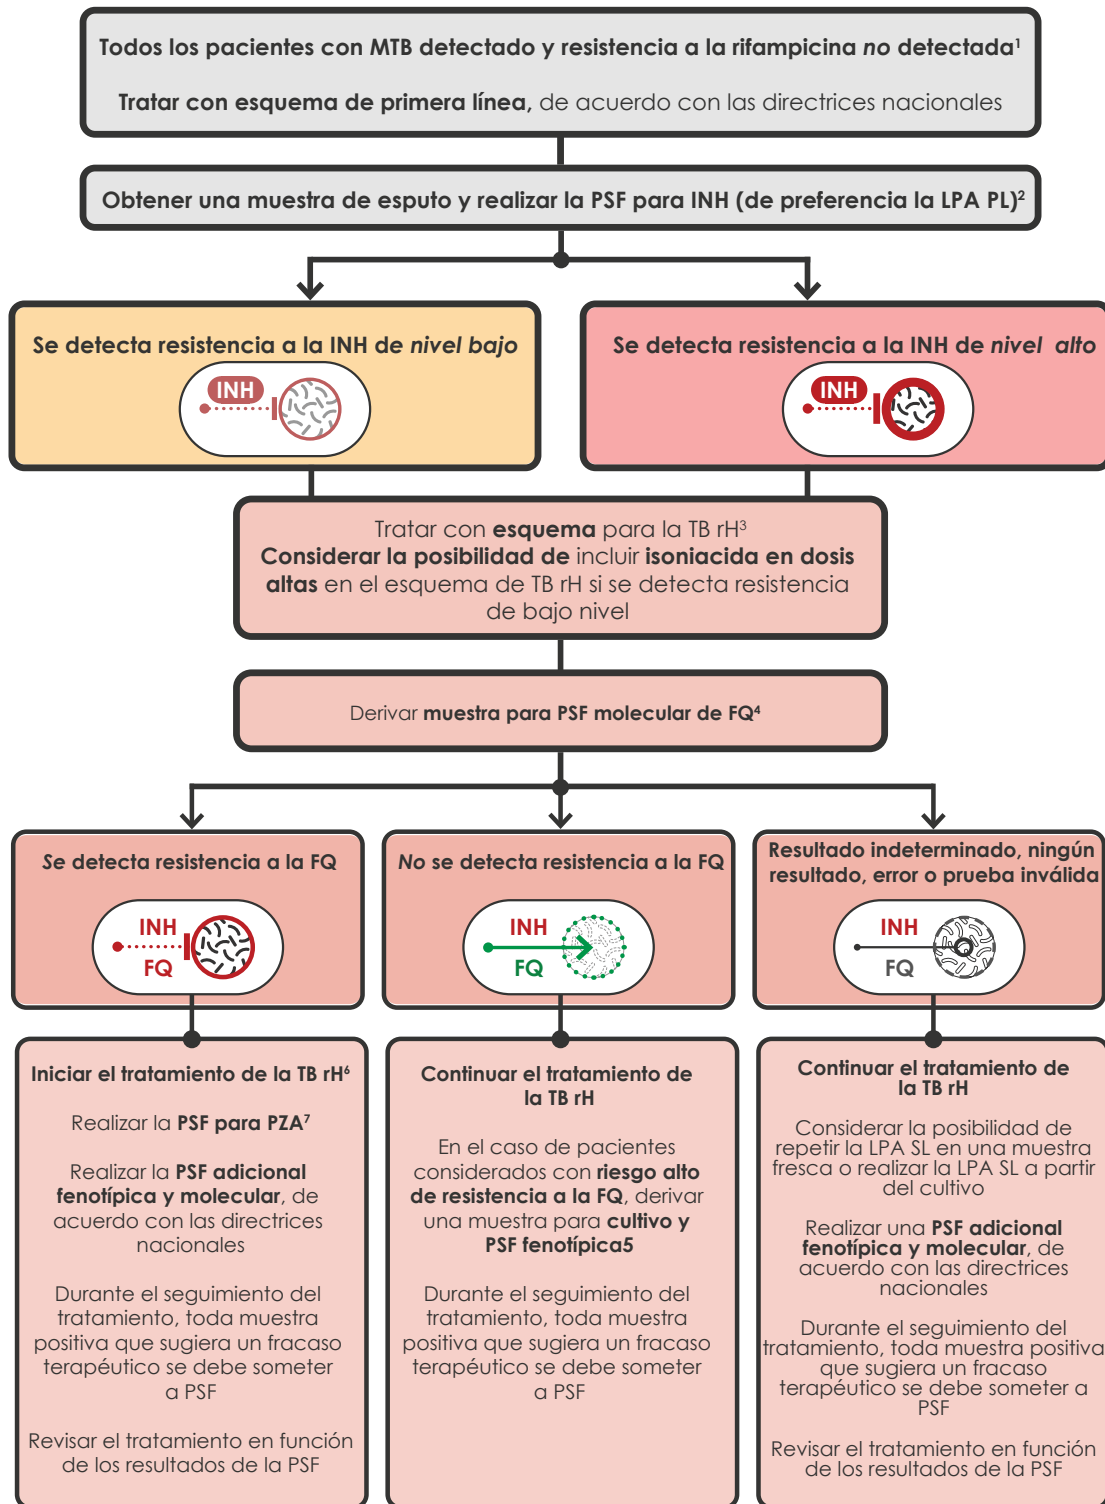 Todos los pacientes con MTB detectado y resistencia a la rifampicina no detectada¹
Tratar con esquema de primera línea, de acuerdo con las directrices nacionales
Obtener una muestra de esputo y realizar la PSF para INH (de preferencia la LPA PL)²
Se detecta resistencia a la INH de nivel bajo
INH
Se detecta resistencia a la INH de nivel alto
INH
Tratar con esquema para la TB rH³
Considerar la posibilidad de incluir isoniacida en dosis
altas en el esquema de TB rH si se detecta resistencia
de bajo nivel
Derivar muestra para PSF molecular de FQ⁴
Se detecta resistencia a la FQ
INH
FQ
No se detecta resistencia a la FQ
INH
FQ
Resultado indeterminado, ningún
resultado, error o prueba inválida
INH
FQ
Iniciar el tratamiento de la TB rH⁶
Realizar la PSF para PZA⁷
Realizar la PSF adicional
fenotípica y molecular, de
acuerdo con las directrices
nacionales
Durante el seguimiento del
tratamiento, toda muestra
positiva que sugiera un fracaso
terapéutico se debe someter
a PSF
Revisar el tratamiento en función
de los resultados de la PSF
Continuar el tratamiento de
la TB rH
En el caso de pacientes
considerados con riesgo alto
de resistencia a la FQ, derivar
una muestra para cultivo y
PSF fenotípica5
Durante el seguimiento del
tratamiento, toda muestra
positiva que sugiera un fracaso
terapéutico se debe someter
a PSF
Continuar el tratamiento de
la TB rH
Considerar la posibilidad de
repetir la LPA SL en una muestra
fresca o realizar la LPA SL a partir
del cultivo
Realizar una PSF adicional
fenotípica y molecular, de
acuerdo con las directrices
nacionales
Durante el seguimiento del
tratamiento, toda muestra positiva
que sugiera un fracaso
terapéutico se debe someter a
PSF
Revisar el tratamiento en función
de los resultados de la PSF